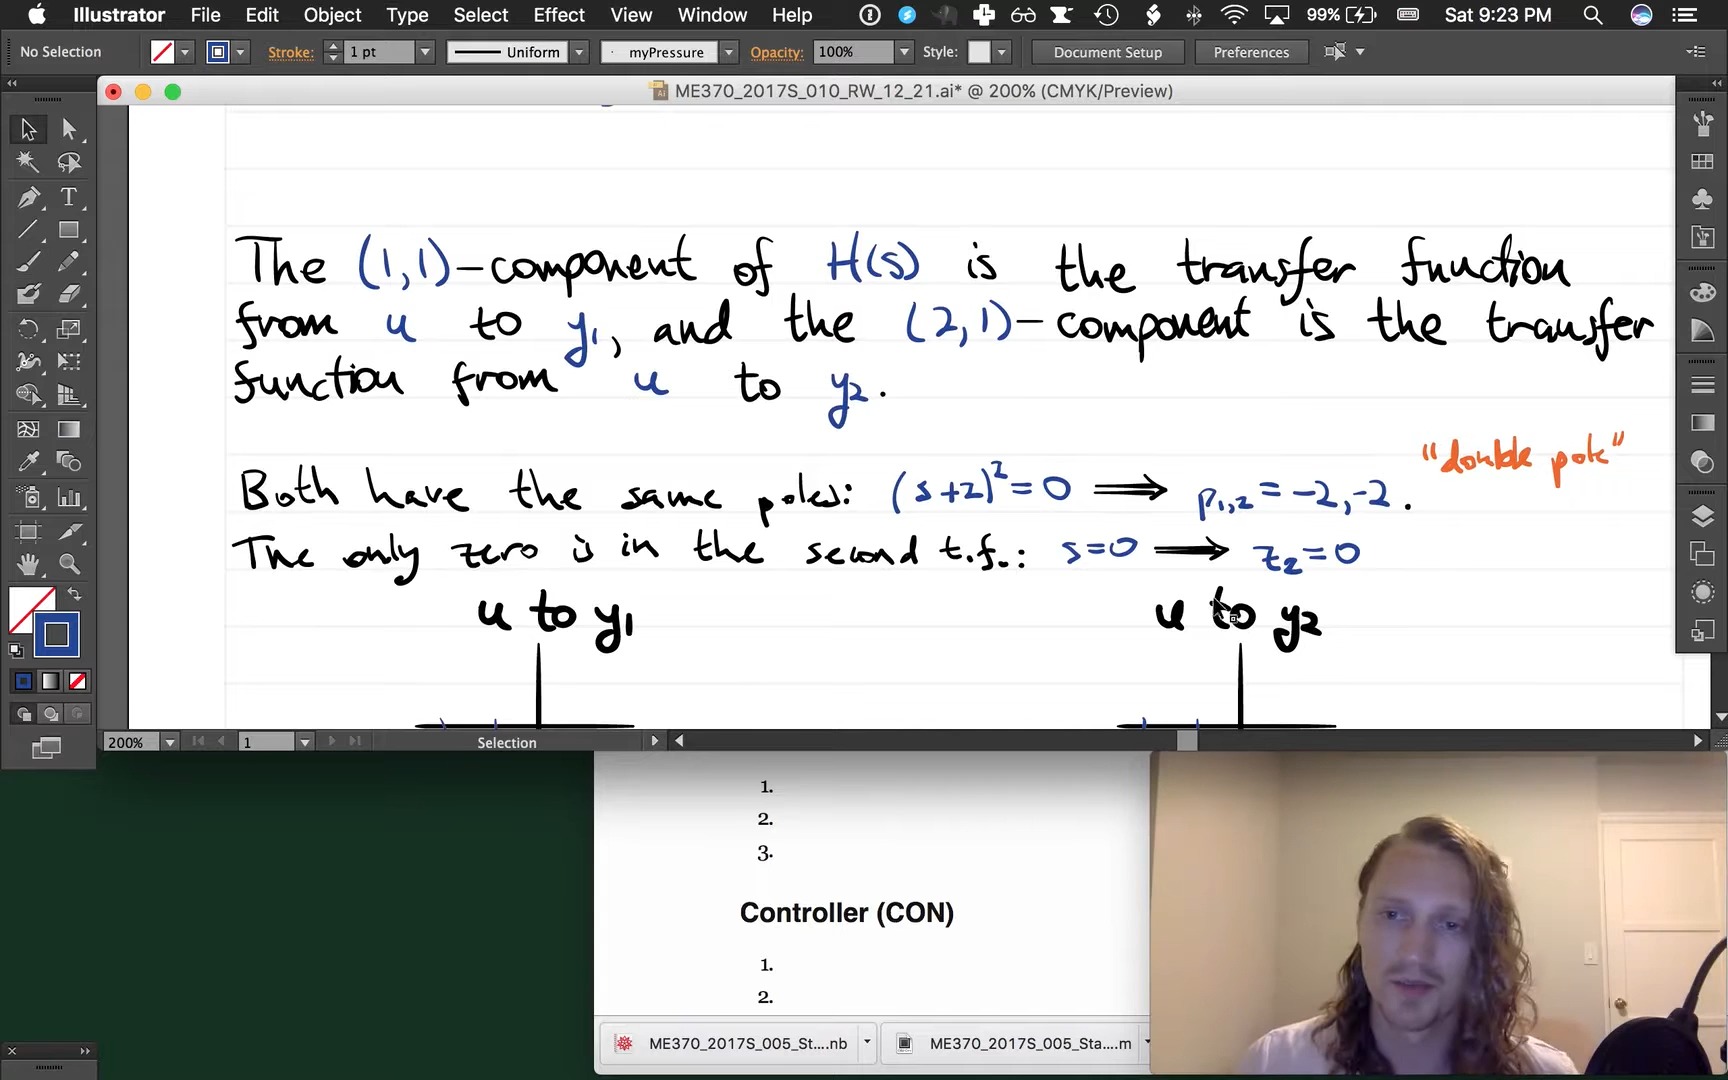 Illustrator File Edit Object Type Select Effect View Window Help 99% Sat 9:23 PM
No Selection Stroke: 1 pt Uniform myPressure Opacity: 100% Style: Document Setup Preferences
ME370_2017S_010_RW_12_21.ai* @ 200% (CMYK/Preview)
The (1,1)-component of H(s) is the transfer function
from u to y₁, and the (2,1)-component is the transfer
function from u to y₂.
"double pole"
Both have the same poles: (s+2)²=0 ⟹ p₁,₂ = -2,-2.
The only zero is in the second t.f.: s=0 ⟹ z₂=0
u to y₁ u to y₂
200% 1 Selection
1.
2.
3.
Controller (CON)
1.
2.
ME370_2017S_005_St....nb ME370_2017S_005_Sta....m